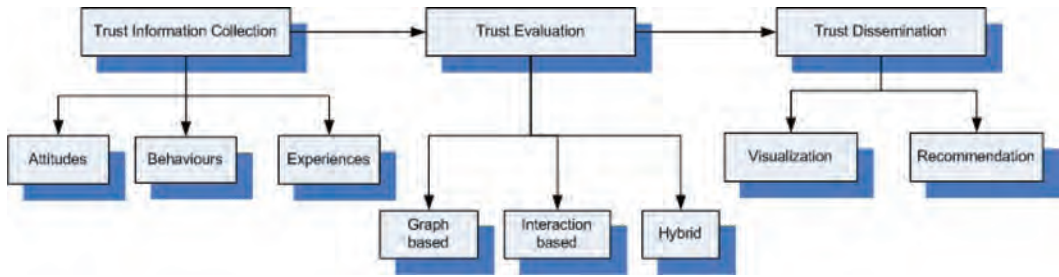 Trust Information Collection
Trust Evaluation
Trust Dissemination
Attitudes
Behaviours
Experiences
Visualization
Recommendation
Graph
based
Interaction
based
Hybrid